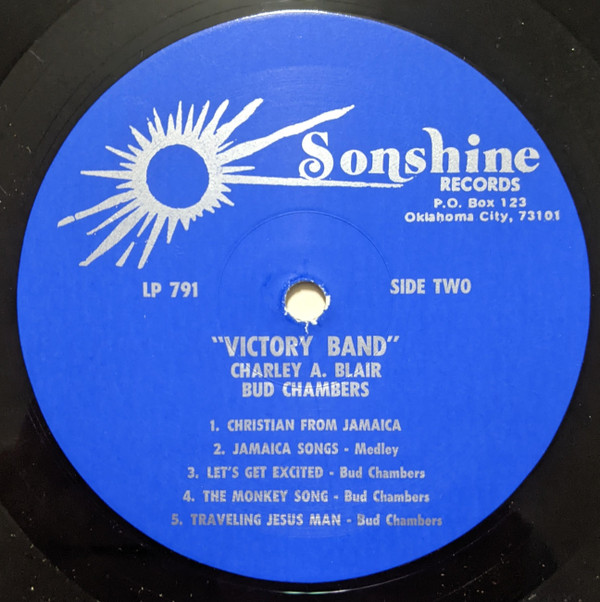 Sonshine
RECORDS
P.O. Box 123
Oklahoma City, 73101
LP 791
SIDE TWO
"VICTORY BAND"
CHARLEY A. BLAIR
BUD CHAMBERS
1. CHRISTIAN FROM JAMAICA
2. JAMAICA SONGS - Medley
3. LET'S GET EXCITED - Bud Chambers
4. THE MONKEY SONG - Bud Chambers
5. TRAVELING JESUS MAN - Bud Chambers